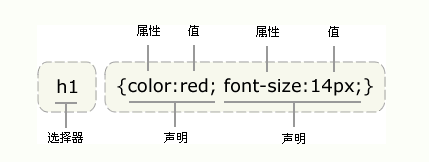 属性 值 属性 值
h1 {color:red; font-size:14px;}
选择器 声明 声明